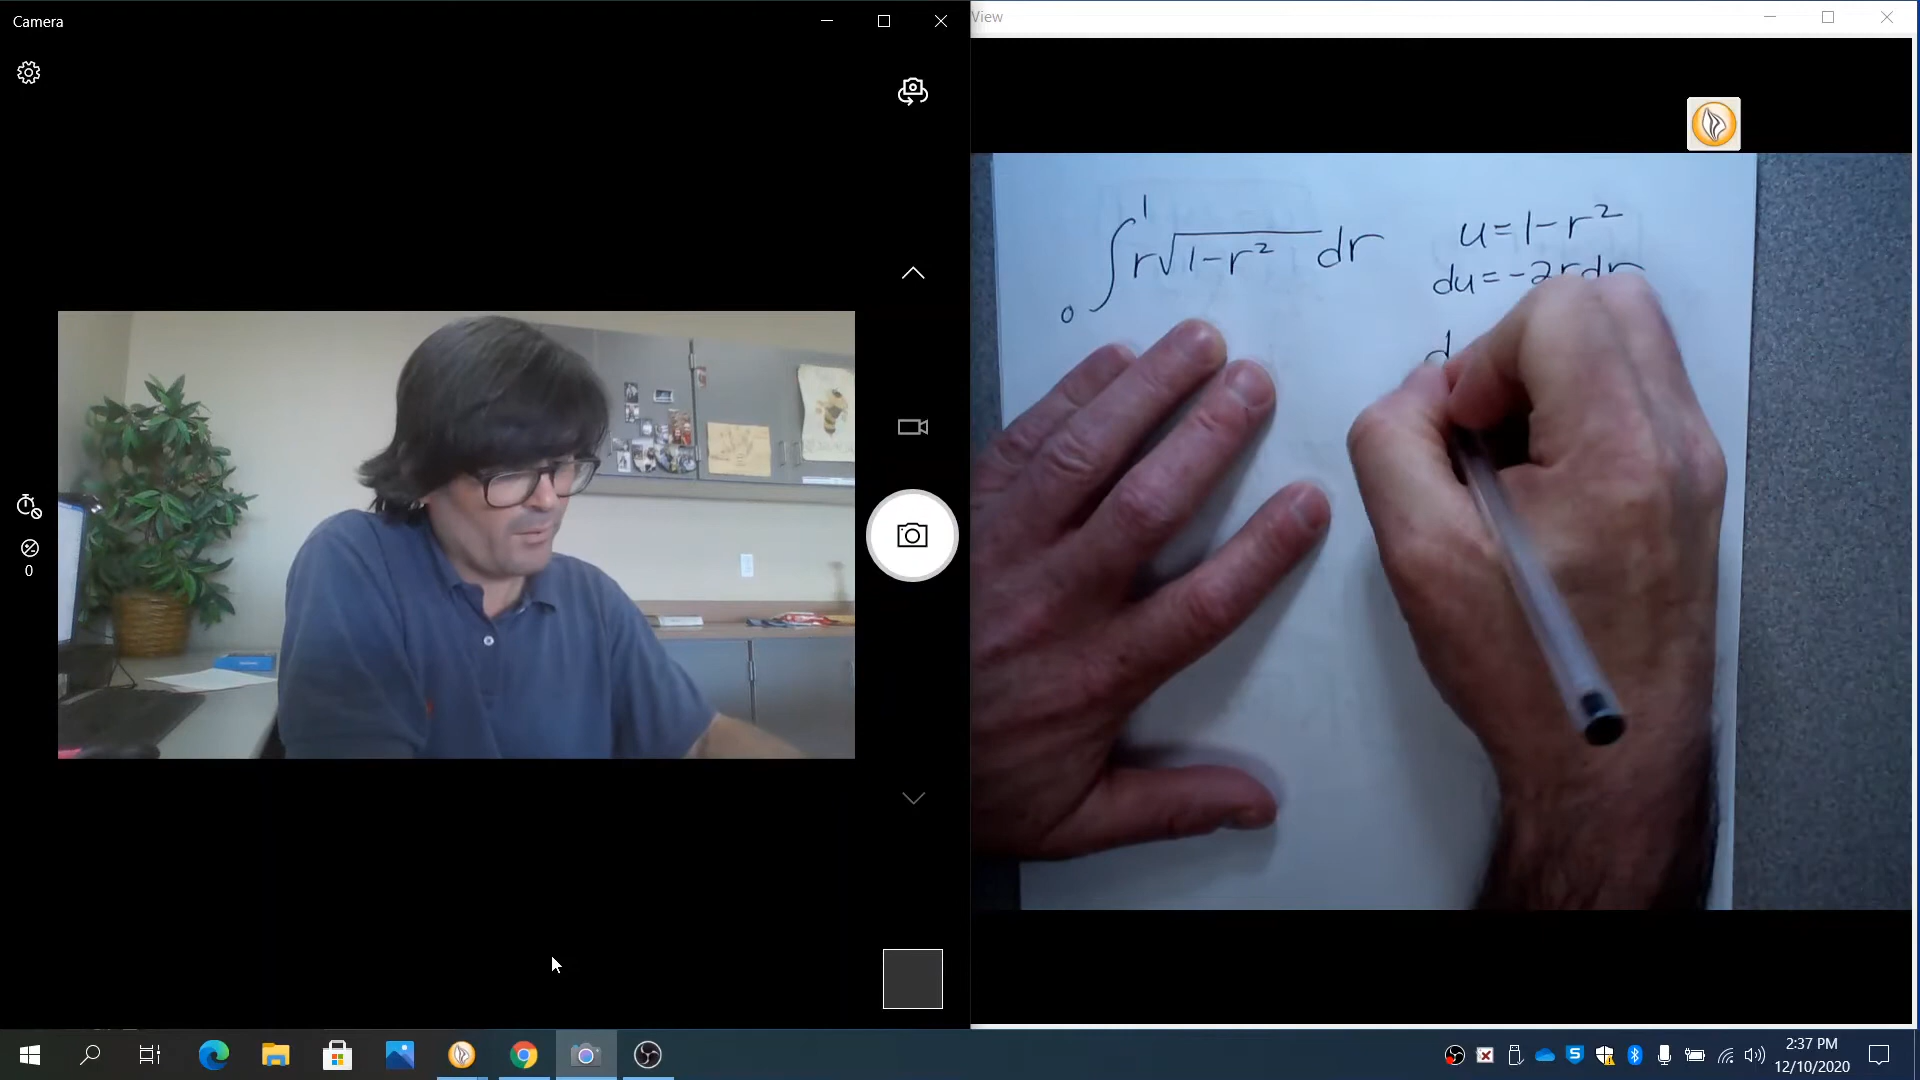 Camera
View
∫₀¹ r√(1-r²) dr
u=1-r²
du=-2rdr
d
0
2:37 PM
12/10/2020